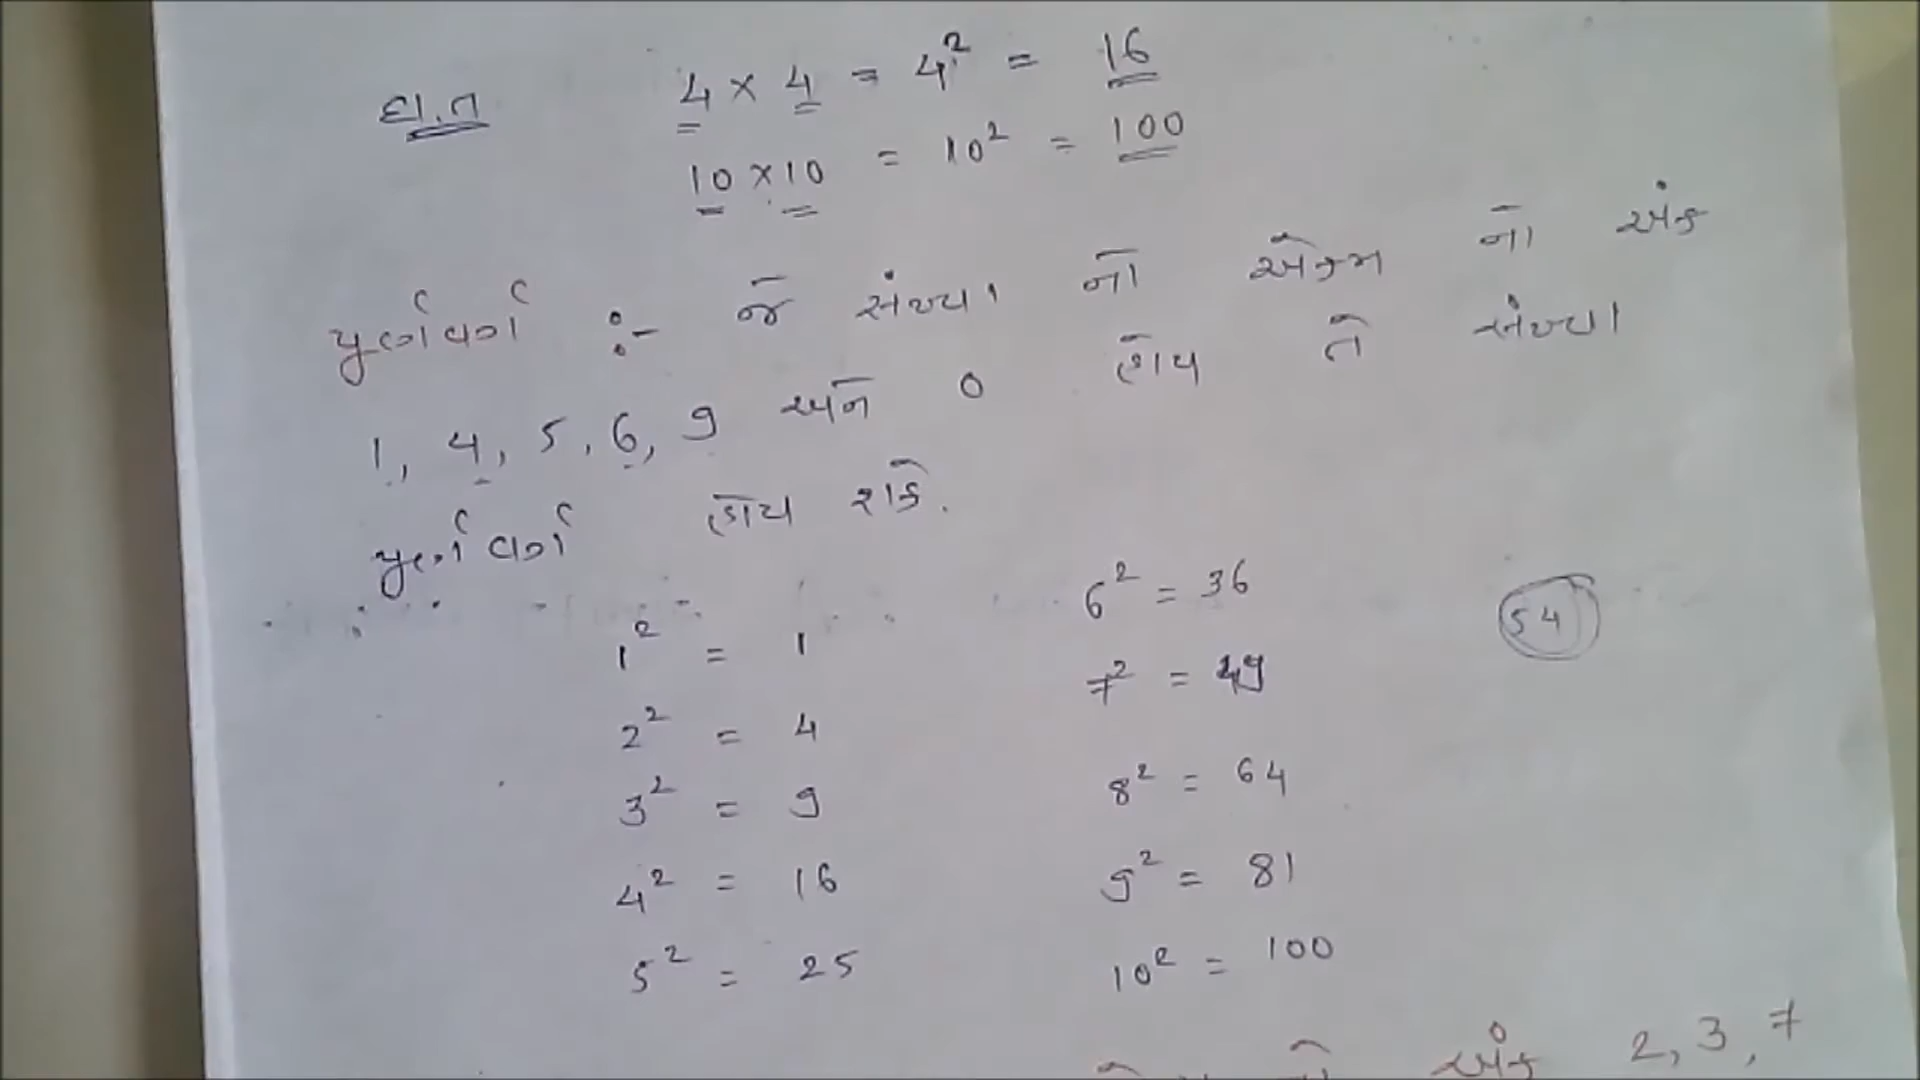 દા.ત 4 × 4 = 4² = 16
10 × 10 = 10² = 100
પૂર્ણવર્ગ :- જે સંખ્યા નો એકમ નો અંક
1, 4, 5, 6, 9 અને 0 હોય તે સંખ્યા
પૂર્ણવર્ગ હોય શકે.
1² = 1
2² = 4
3² = 9
4² = 16
5² = 25
6² = 36
7² = 49
8² = 64
9² = 81
10² = 100
54
અંક 2, 3, 7